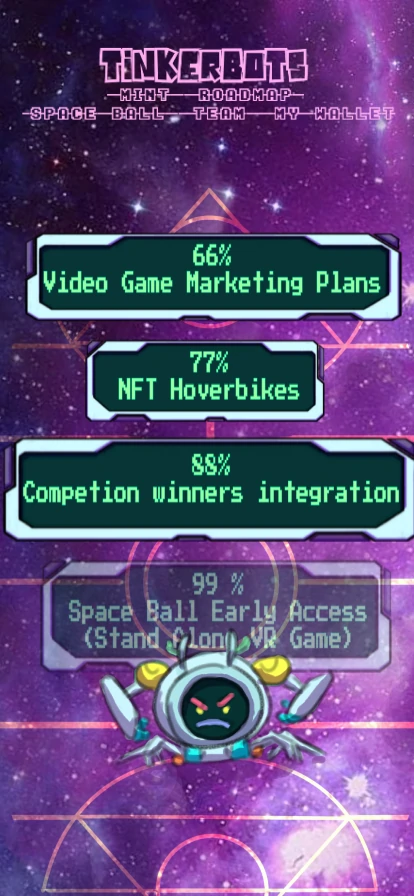 TiNKERBOTS
MINT ROADMAP
SPACE BALL TEAM MY WALLET
66%
Video Game Marketing Plans
77%
NFT Hoverbikes
88%
Competion winners integration
99 %
Space Ball Early Access
(Stand Along VR Game)